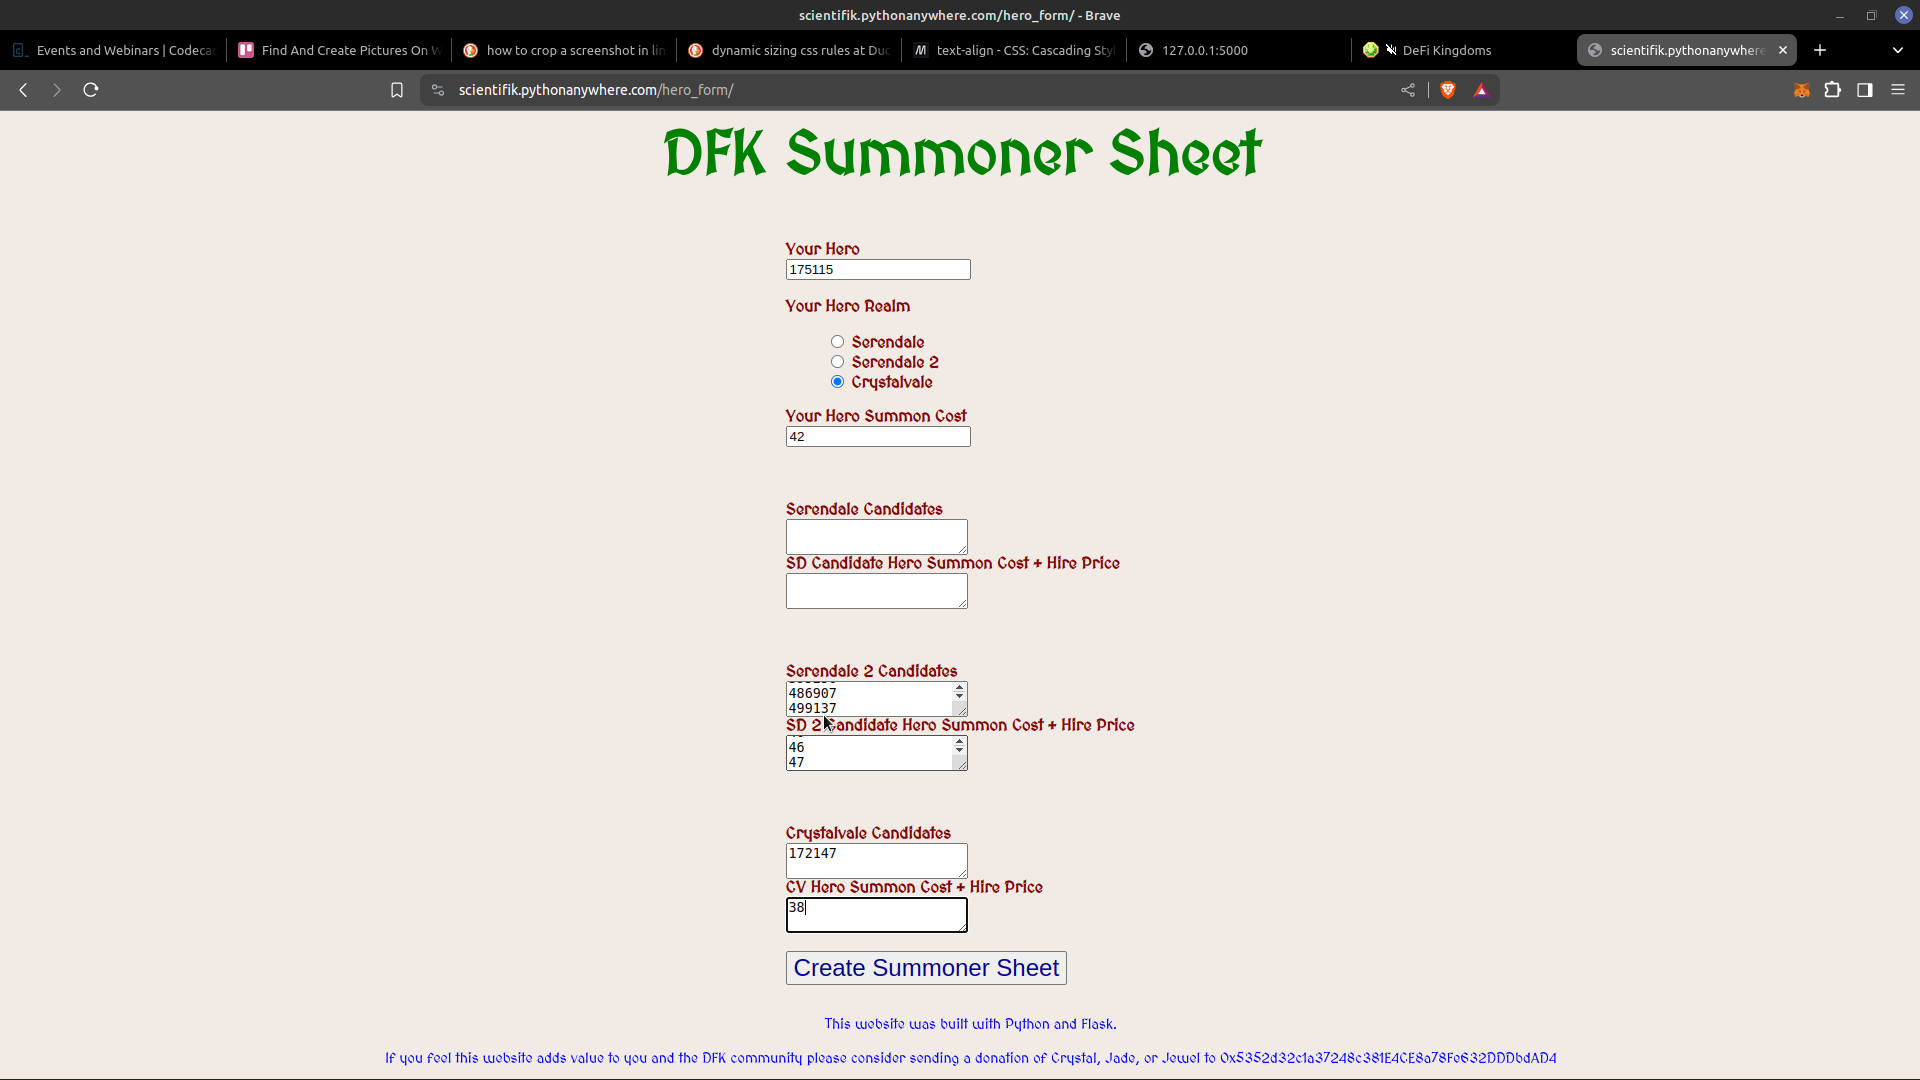 scientifik.pythonanywhere.com/hero_form/ - Brave
Events and Webinars | Codecac
Find And Create Pictures On W
how to crop a screenshot in lin
dynamic sizing css rules at Duc
text-align - CSS: Cascading Sty
127.0.0.1:5000
DeFi Kingdoms
scientifik.pythonanywhere
scientifik.pythonanywhere.com/hero_form/
DFK Summoner Sheet
Your Hero
175115
Your Hero Realm
Serendale
Serendale 2
Crystalvale
Your Hero Summon Cost
42
Serendale Candidates
SD Candidate Hero Summon Cost + Hire Price
Serendale 2 Candidates
486907
499137
SD 2 Candidate Hero Summon Cost + Hire Price
46
47
Crystalvale Candidates
172147
CV Hero Summon Cost + Hire Price
38
Create Summoner Sheet
This website was built with Python and Flask.
If you feel this website adds value to you and the DFK community please consider sending a donation of Crystal, Jade, or Jewel to 0x5352d32c1a37248c381E4CE8a78Fe632DDDbdAD4